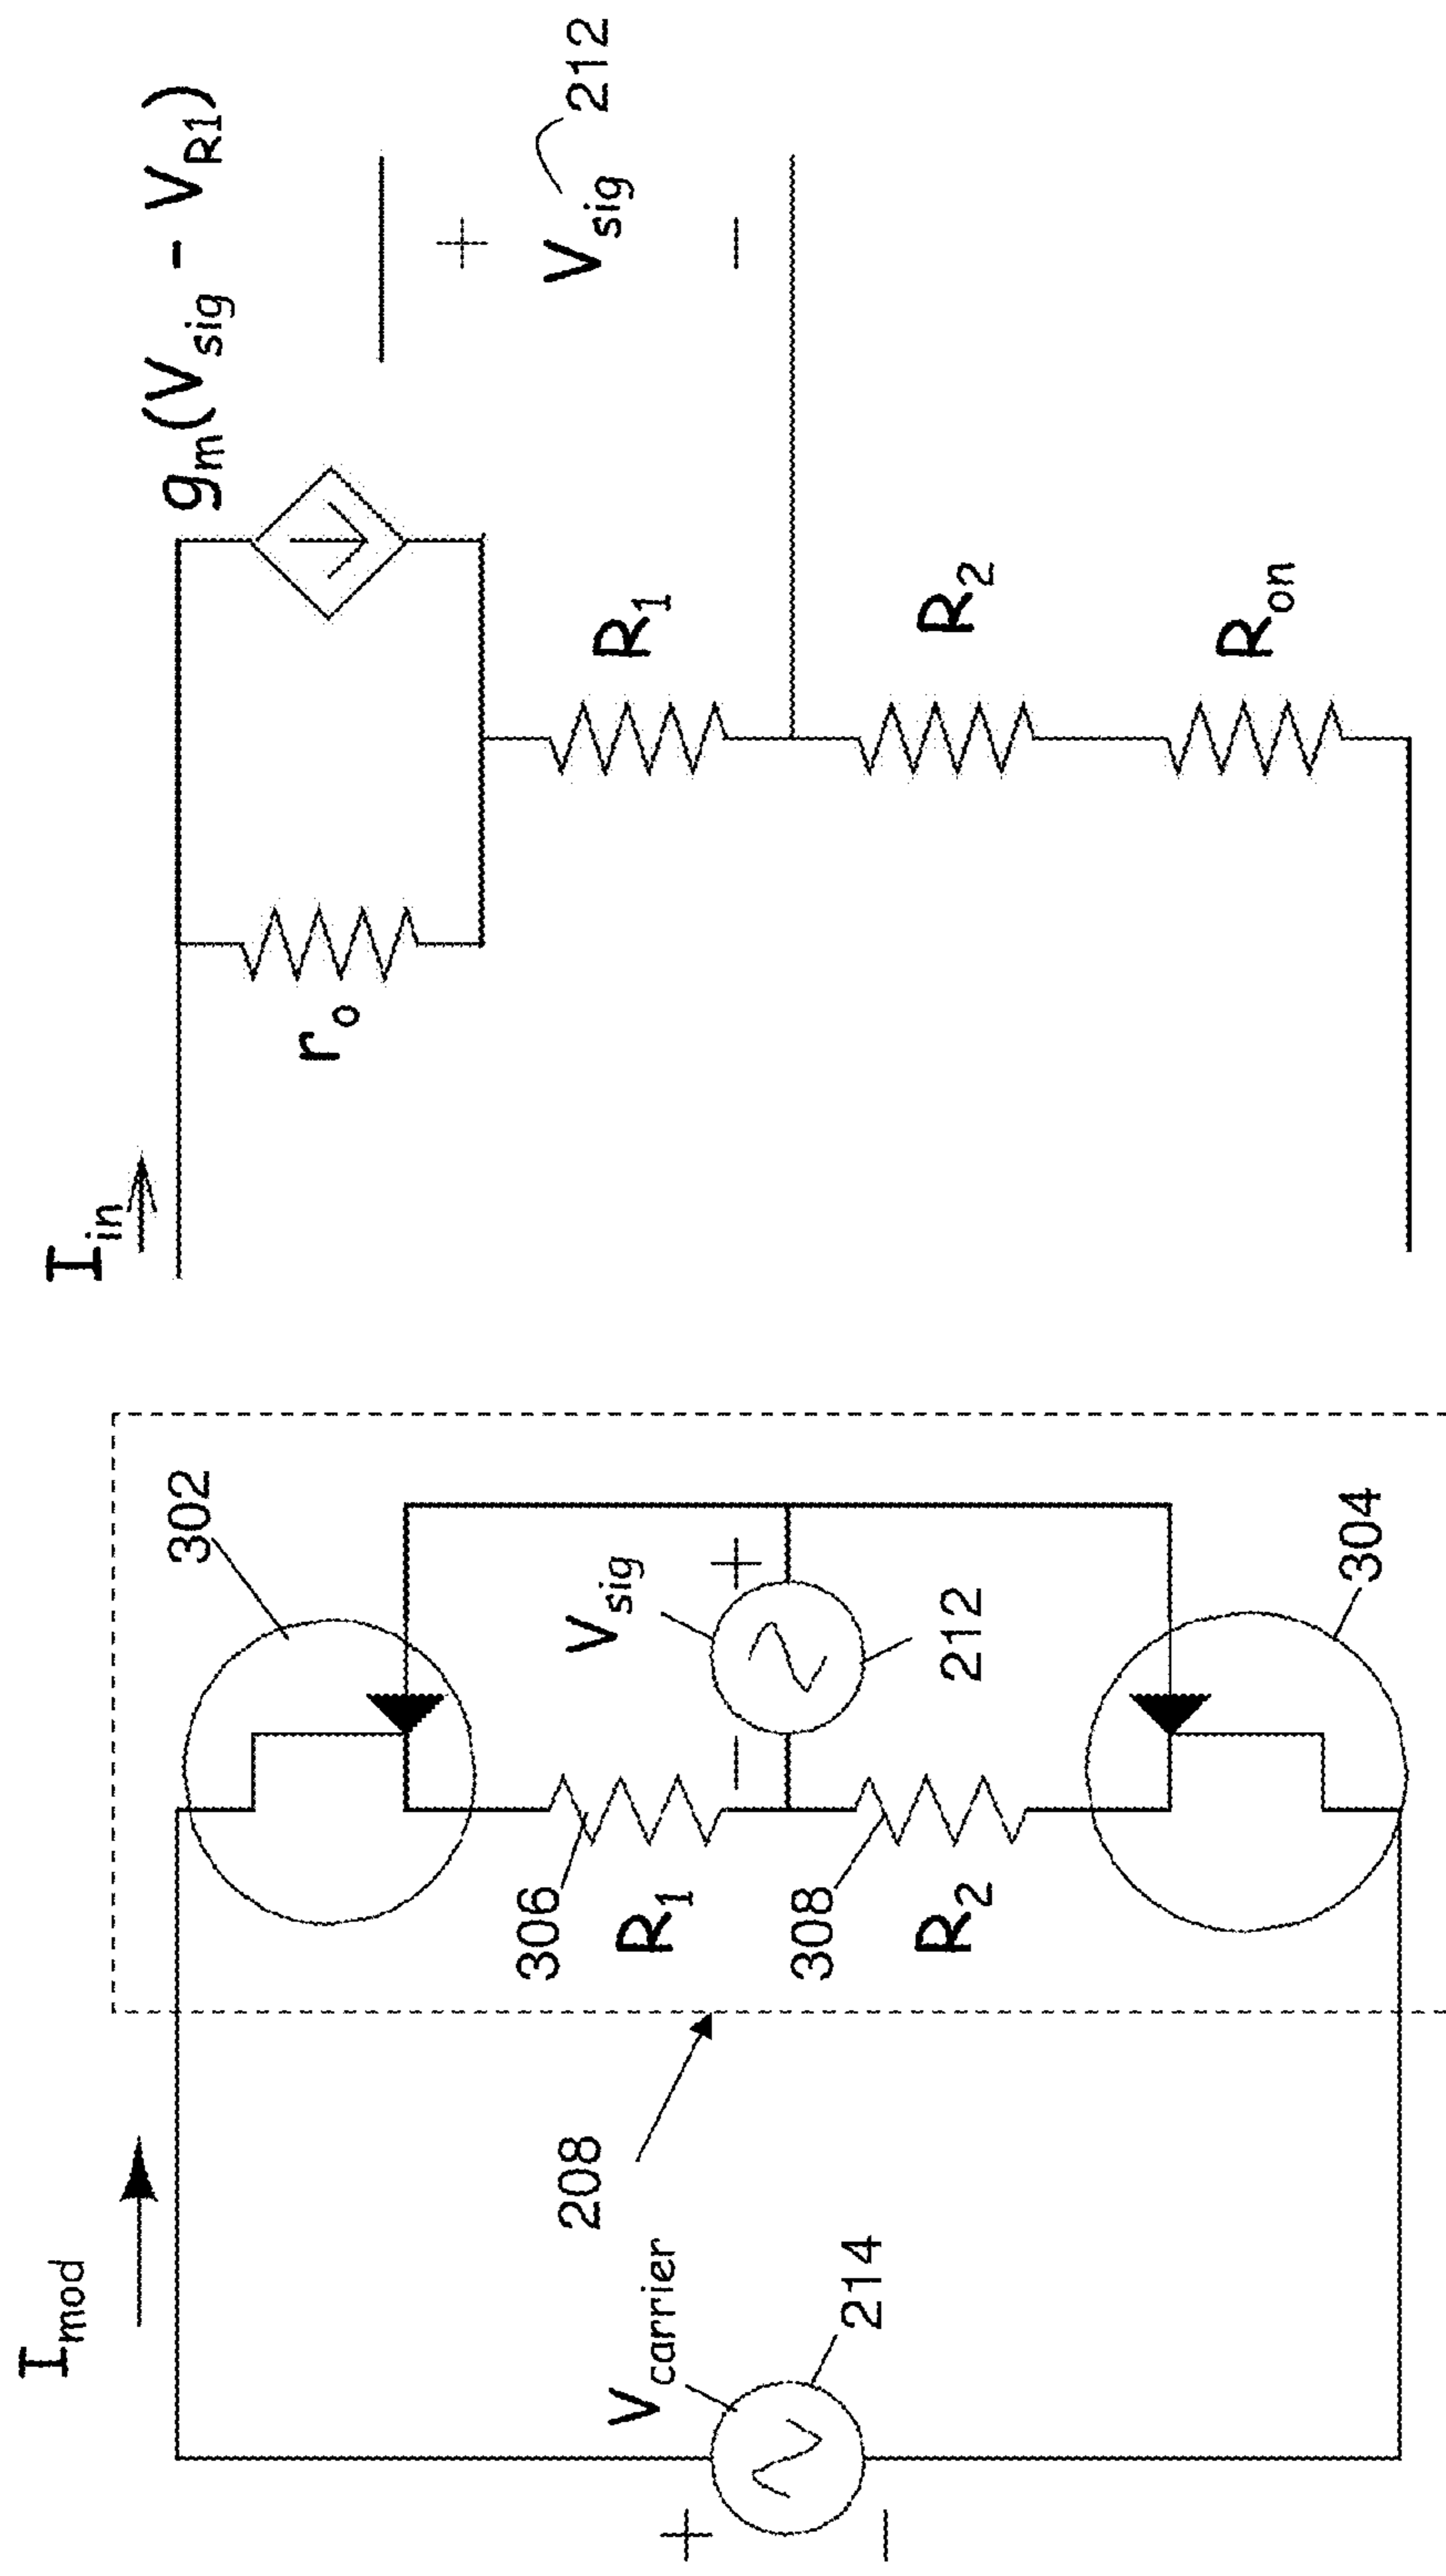 I_mod
302
V_sig
+
-
306
R_1
212
308
R_2
304
208
V_carrier
214
+
-
I_in
g_m(V_sig - V_R1)
r_o
+
V_sig
212
-
R_1
R_2
R_on